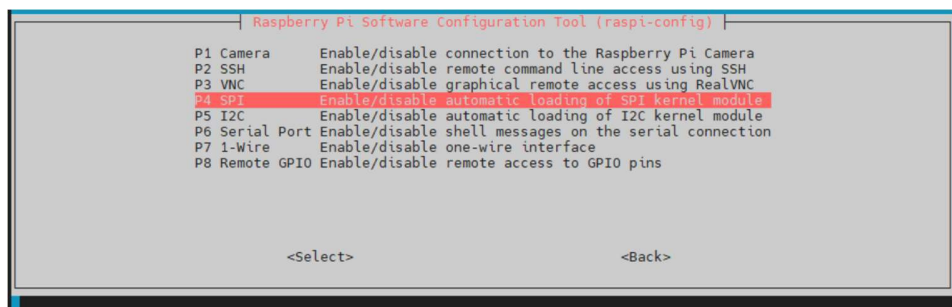 Raspberry Pi Software Configuration Tool (raspi-config)
P1 Camera Enable/disable connection to the Raspberry Pi Camera
P2 SSH Enable/disable remote command line access using SSH
P3 VNC Enable/disable graphical remote access using RealVNC
P4 SPI Enable/disable automatic loading of SPI kernel module
P5 I2C Enable/disable automatic loading of I2C kernel module
P6 Serial Port Enable/disable shell messages on the serial connection
P7 1-Wire Enable/disable one-wire interface
P8 Remote GPIO Enable/disable remote access to GPIO pins
<Select> <Back>